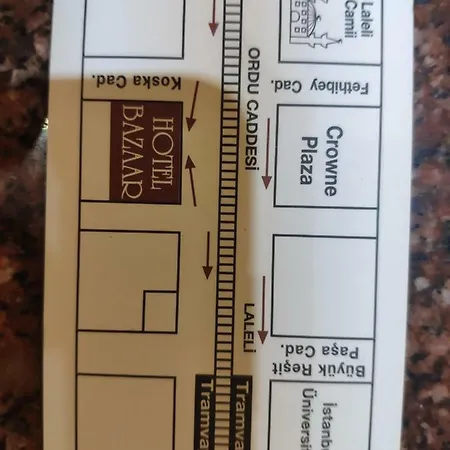 Laleli
Camii
Fethibey Cad.
Koska Cad.
ORDU CADDESİ
HOTEL
BAZAAR
Crowne
Plaza
LALELİ
Büyük Reşit
Paşa Cad.
Tramva
Tramva
İstanb
Üniversi